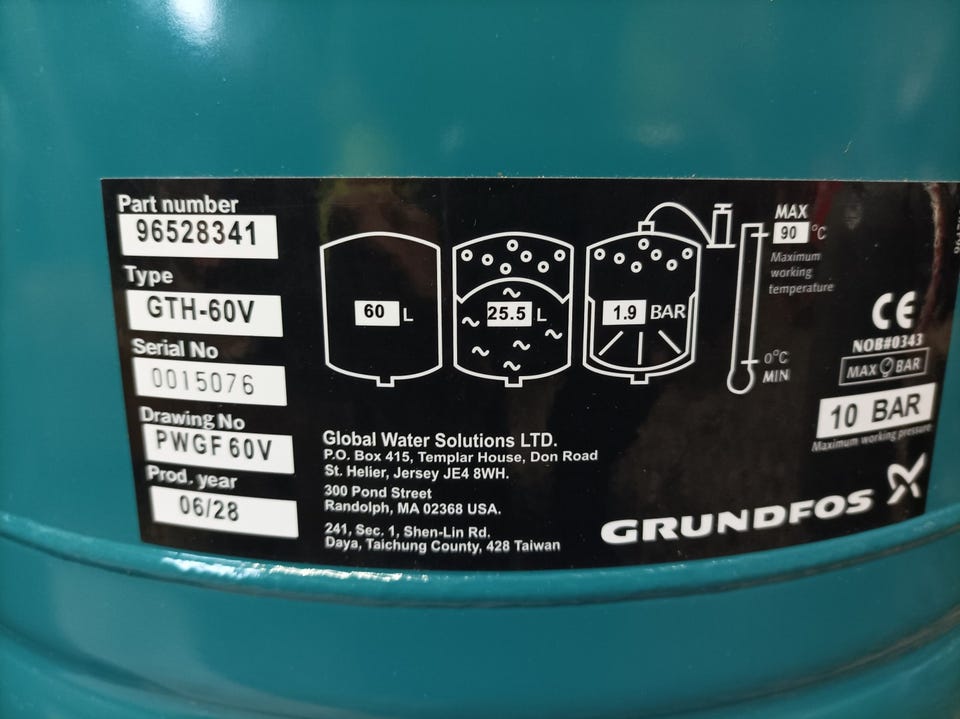 Part number
96528341
Type
GTH-60V
Serial No
0015076
Drawing No
PWGF 60V
Prod. year
06/28
60 L
25.5 L
1.9 BAR
MAX
90 °C
Maximum
working
temperature
0°C
MIN
CE
NOB#0343
MAX BAR
10 BAR
Maximum working pressure
Global Water Solutions LTD.
P.O. Box 415, Templar House, Don Road
St. Helier, Jersey JE4 8WH.
300 Pond Street
Randolph, MA 02368 USA.
241, Sec. 1, Shen-Lin Rd.
Daya, Taichung County, 428 Taiwan
GRUNDFOS